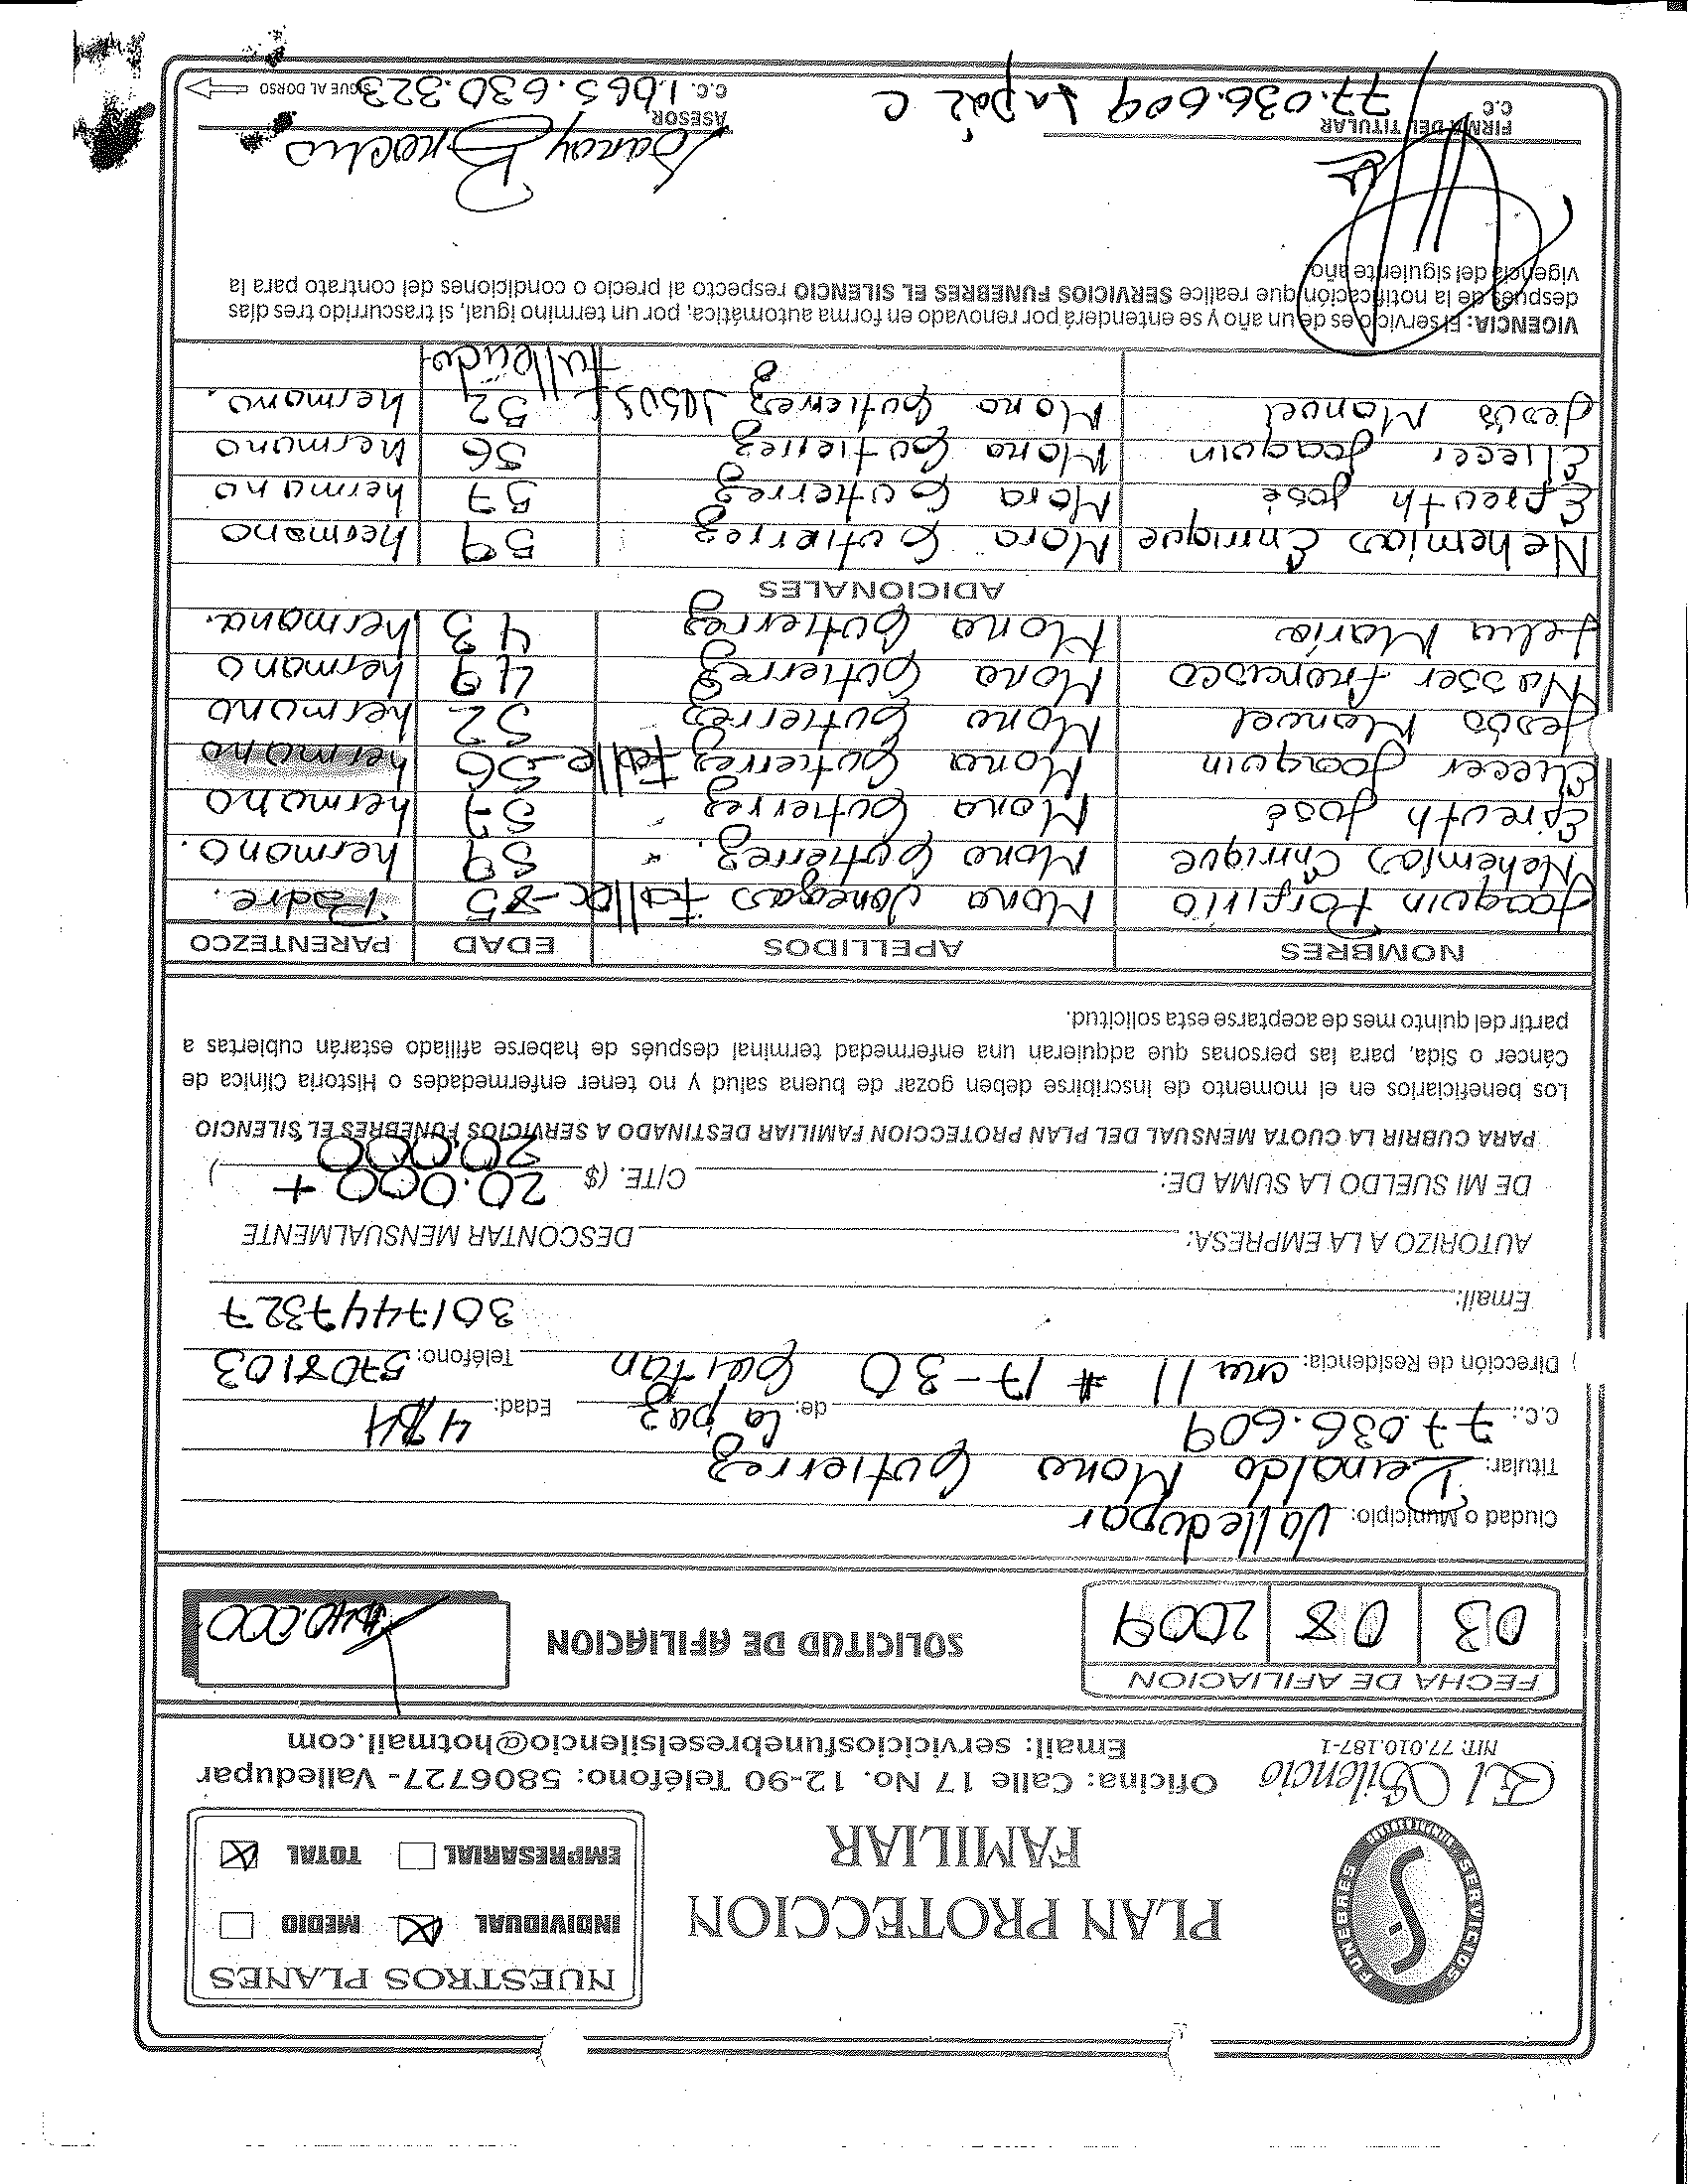 SERVICIOS FUNEBRES
El Silencio
NIT. 77.010.187-1
PLAN PROTECCION
FAMILIAR
NUESTROS PLANES
INDIVIDUAL X MEDIO
EMPRESARIAL TOTAL X
Oficina: Calle 17 No. 12-90 Teléfono: 5806727- Valledupar
Email: serviciosfunebreselsilencio@hotmail.com
FECHA DE AFILIACION
03 08 2009
SOLICITUD DE AFILIACION
$40.000
Ciudad o Municipio: Valledupar
Titular: Reinaldo Mora Gutierrez
C.C.: 77.036.609 de: la paz Edad:
Dirección de Residencia: cra 11 # 17-30 Gaitan Teléfono: 5708103
Email: 3017447327
AUTORIZO A LA EMPRESA: DESCONTAR MENSUALMENTE
DE MI SUELDO LA SUMA DE: C/TE. ($ 20.000 + )
20.000
PARA CUBRIR LA CUOTA MENSUAL DEL PLAN PROTECCION FAMILIAR DESTINADO A SERVICIOS FUNEBRES EL SILENCIO
Los beneficiarios en el momento de inscribirse deben gozar de buena salud y no tener enfermedades o Historia Clínica de
Cáncer o Sida, para las personas que adquieran una enfermedad terminal después de haberse afiliado estarán cubiertas a
partir del quinto mes de aceptarse esta solicitud.
NOMBRES APELLIDOS EDAD PARENTEZCO
Joaquin Porfirio Mora Vanegas Fallec- 85 Padre.
Nehemias Enrique Mora Gutierrez. 59 hermano.
Epreuth José Mora Gutierrez 57 hermano
Eliecer Joaquin Mora Gutierrez Falle- 56 hermano
Jesús Manuel Mora Gutierrez 52 hermano
Nasser Francisco Mora Gutierrez 49 hermano
Lelia María Mora Gutierrez 43 hermana.
ADICIONALES
Nehemias Enrique Mora Gutierrez 59 hermano
Epreuth José Mora Gutierrez 57 hermano
Eliecer Joaquin Mora Gutierrez 56 hermano
Jesús Manuel Mora Gutierrez Jesus 52 hermano.
VIGENCIA: El servicio es de un año y se entenderá por renovado en forma automática, por un termino igual, si trascurrido tres días
después de la notificación que realice SERVICIOS FUNEBRES EL SILENCIO respecto al precio o condiciones del contrato para la
vigencia del siguiente año.
FIRMA DEL TITULAR
C.C. 77.036.609 La paz C
ASESOR
C.C. 1.065.630.323
SIGUE AL DORSO